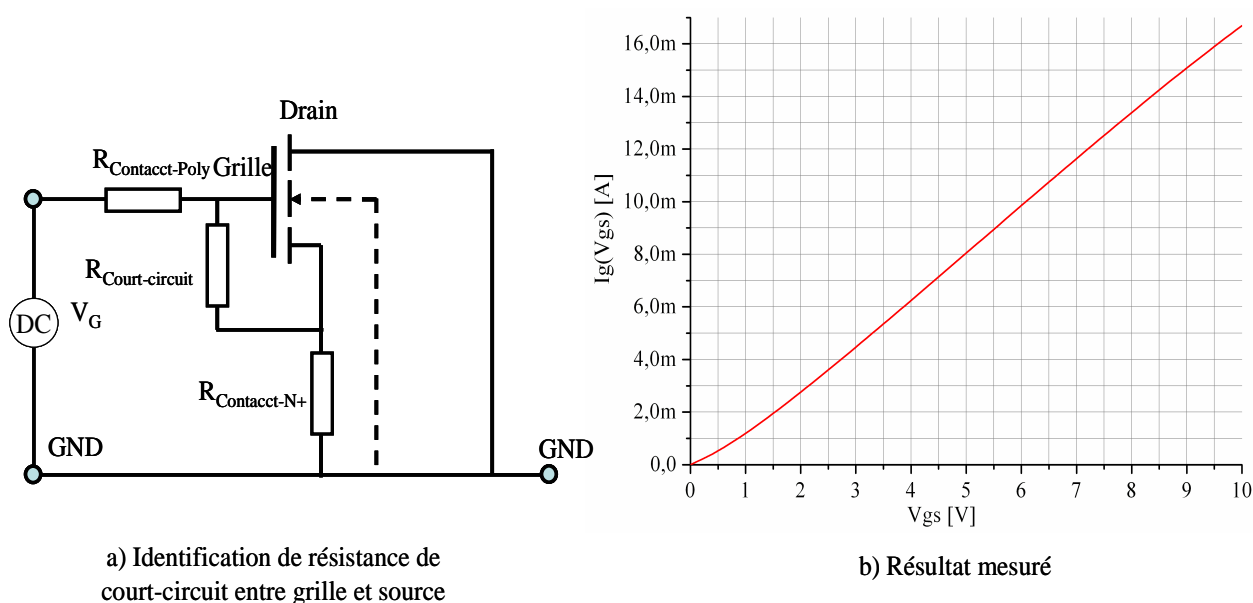 Drain
RContacct-Poly Grille
RCourt-circuit
DC VG
RContacct-N+
GND
GND
a) Identification de résistance de
court-circuit entre grille et source
16,0m
14,0m
12,0m
10,0m
8,0m
6,0m
4,0m
2,0m
0,0
Ig(Vgs) [A]
0 1 2 3 4 5 6 7 8 9 10
Vgs [V]
b) Résultat mesuré